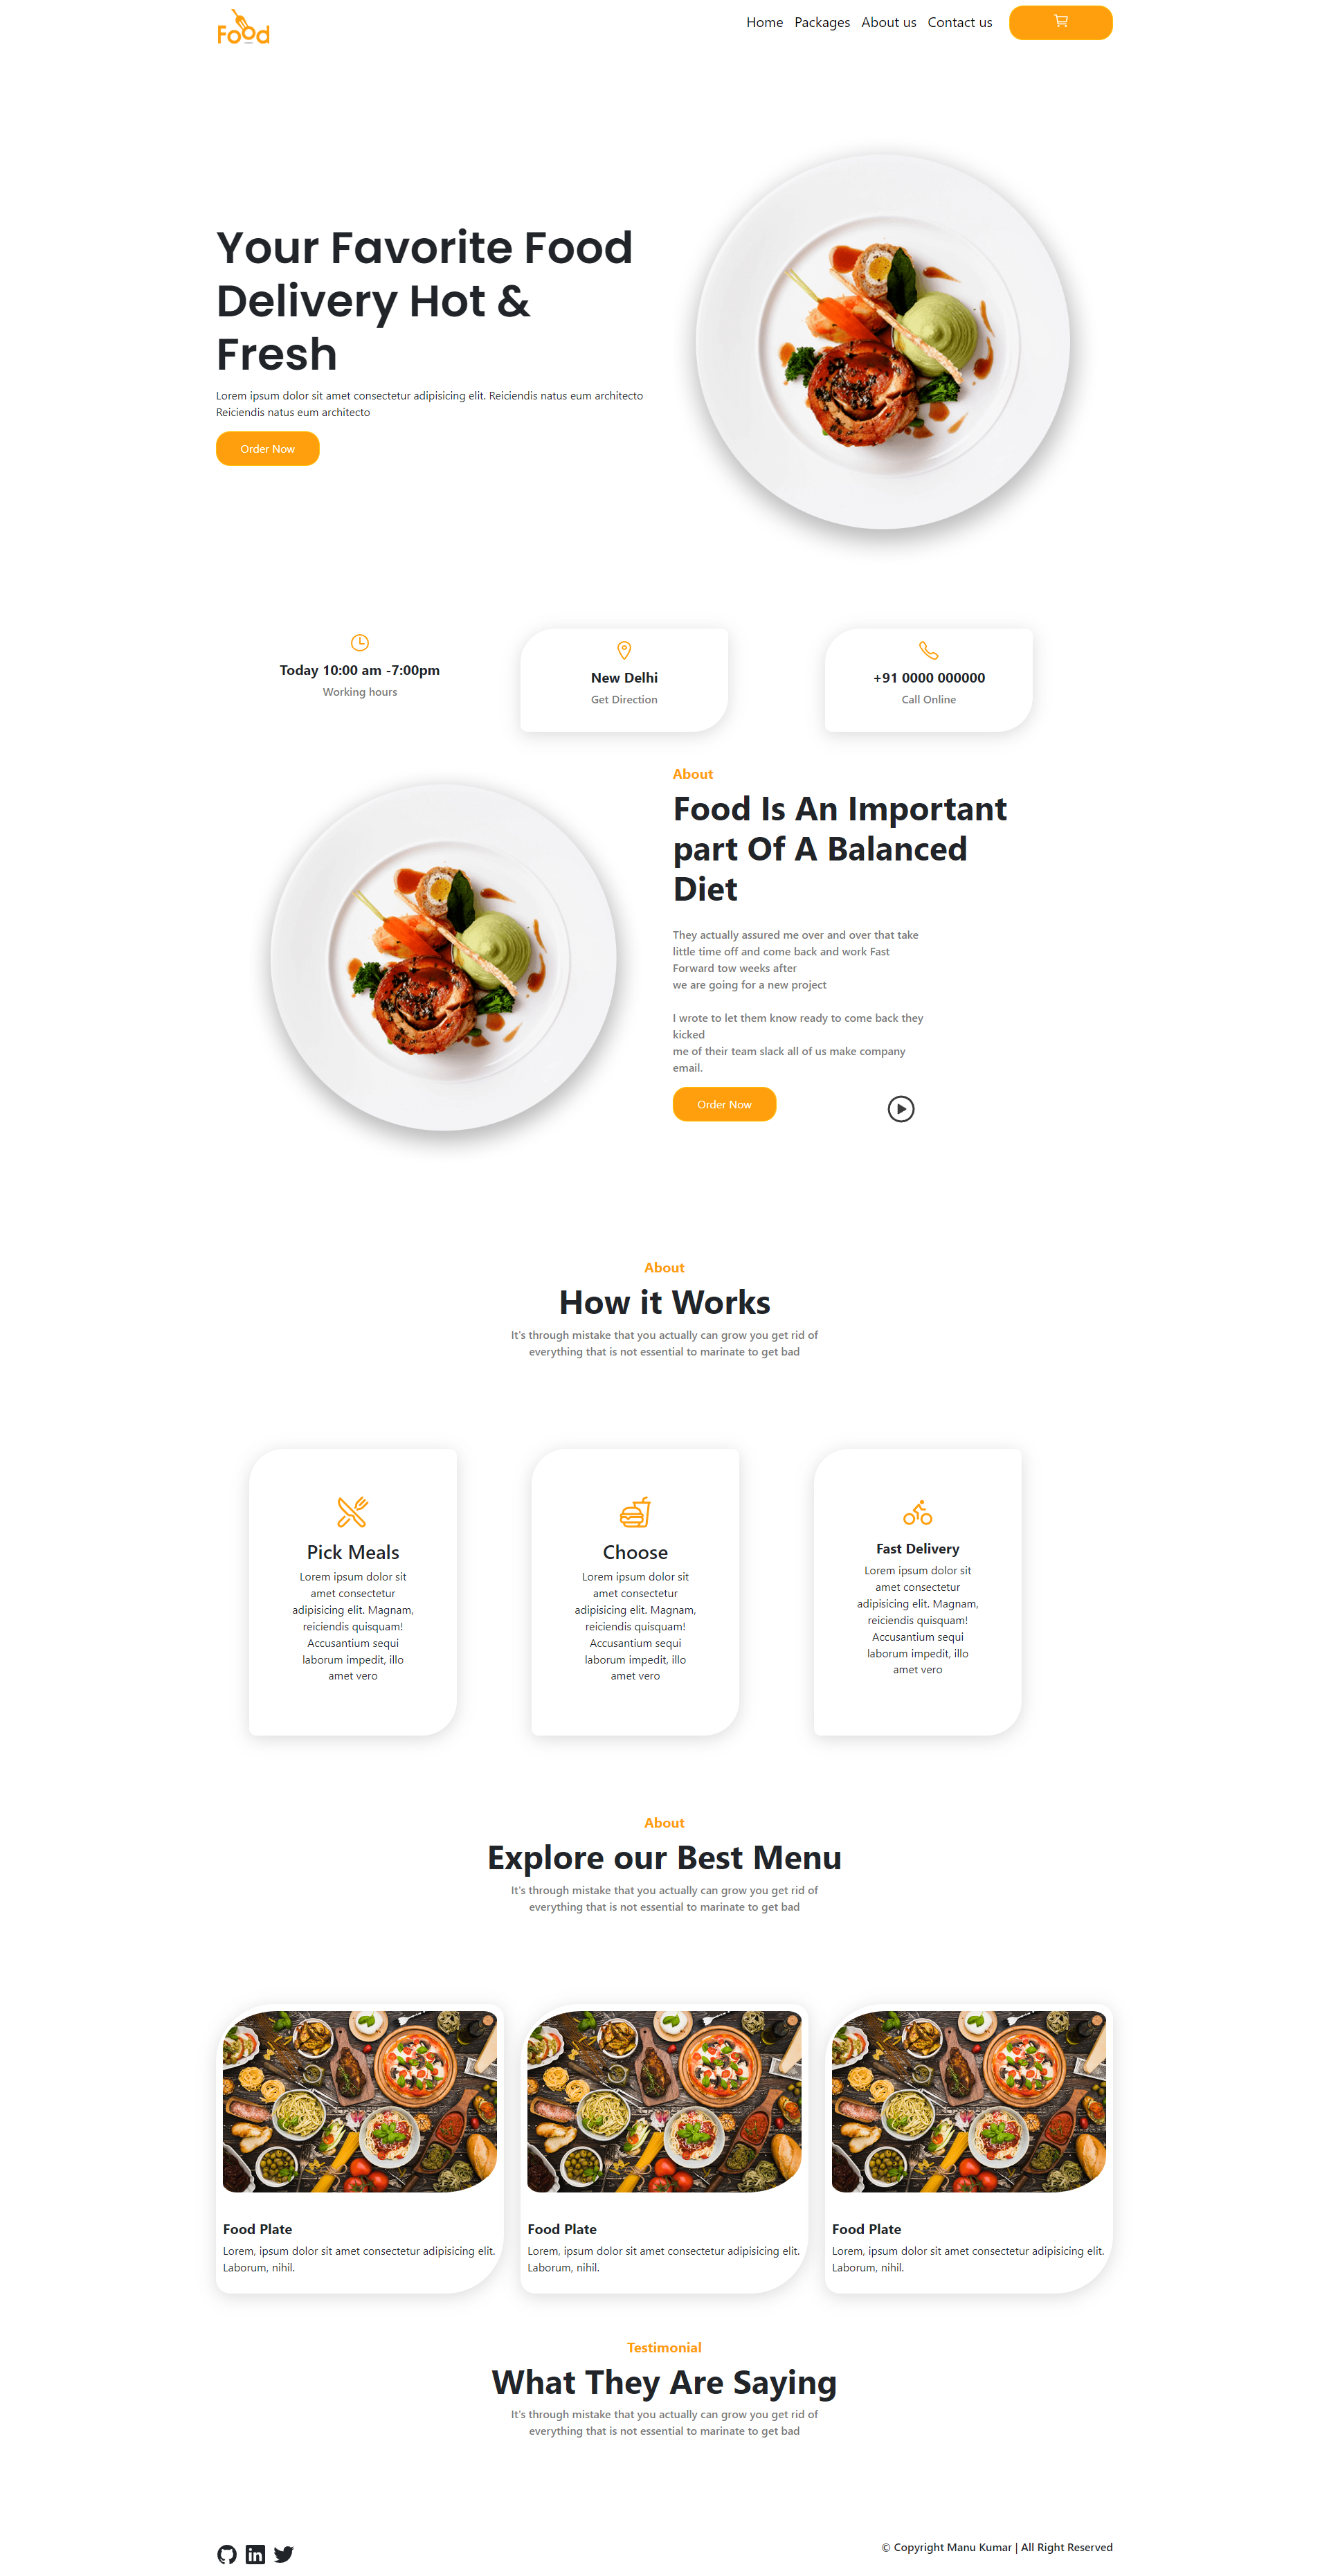 Food
Home Packages About us Contact us
Your Favorite Food
Delivery Hot &
Fresh
Lorem ipsum dolor sit amet consectetur adipisicing elit. Reiciendis natus eum architecto
Reiciendis natus eum architecto
Order Now
Today 10:00 am -7:00pm
Working hours
New Delhi
Get Direction
+91 0000 000000
Call Online
About
Food Is An Important
part Of A Balanced
Diet
They actually assured me over and over that take
little time off and come back and work Fast
Forward tow weeks after
we are going for a new project
I wrote to let them know ready to come back they
kicked
me of their team slack all of us make company
email.
Order Now
About
How it Works
It's through mistake that you actually can grow you get rid of
everything that is not essential to marinate to get bad
Pick Meals
Lorem ipsum dolor sit
amet consectetur
adipisicing elit. Magnam,
reiciendis quisquam!
Accusantium sequi
laborum impedit, illo
amet vero
Choose
Lorem ipsum dolor sit
amet consectetur
adipisicing elit. Magnam,
reiciendis quisquam!
Accusantium sequi
laborum impedit, illo
amet vero
Fast Delivery
Lorem ipsum dolor sit
amet consectetur
adipisicing elit. Magnam,
reiciendis quisquam!
Accusantium sequi
laborum impedit, illo
amet vero
About
Explore our Best Menu
It's through mistake that you actually can grow you get rid of
everything that is not essential to marinate to get bad
Food Plate
Lorem, ipsum dolor sit amet consectetur adipisicing elit.
Laborum, nihil.
Food Plate
Lorem, ipsum dolor sit amet consectetur adipisicing elit.
Laborum, nihil.
Food Plate
Lorem, ipsum dolor sit amet consectetur adipisicing elit.
Laborum, nihil.
Testimonial
What They Are Saying
It's through mistake that you actually can grow you get rid of
everything that is not essential to marinate to get bad
© Copyright Manu Kumar | All Right Reserved